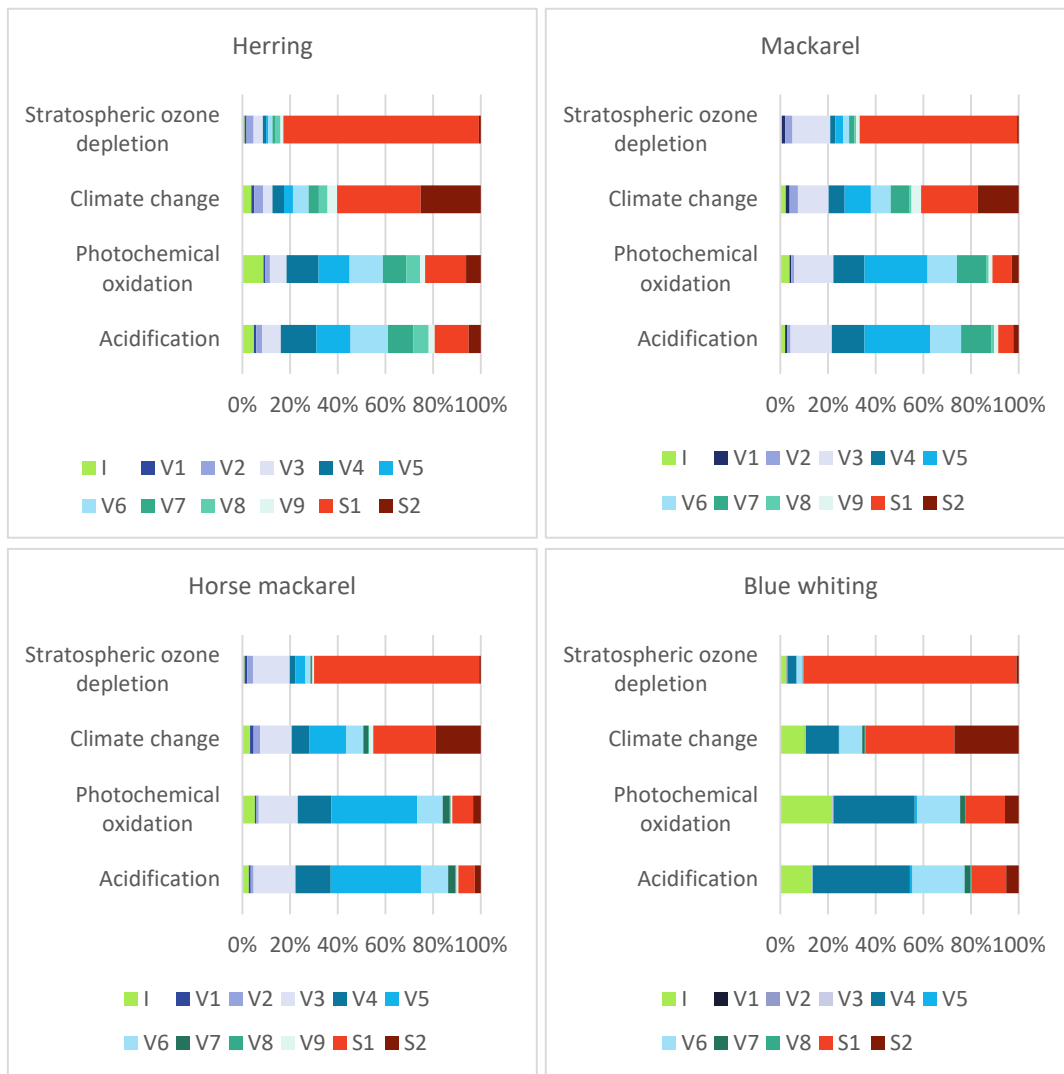 Herring
Stratospheric ozone
depletion
Climate change
Photochemical
oxidation
Acidification
0% 20% 40% 60% 80%100%
I V1 V2 V3 V4 V5
V6 V7 V8 V9 S1 S2
Mackarel
Stratospheric ozone
depletion
Climate change
Photochemical
oxidation
Acidification
0% 20% 40% 60% 80%100%
I V1 V2 V3 V4 V5
V6 V7 V8 V9 S1 S2
Horse mackarel
Stratospheric ozone
depletion
Climate change
Photochemical
oxidation
Acidification
0% 20% 40% 60% 80%100%
I V1 V2 V3 V4 V5
V6 V7 V8 V9 S1 S2
Blue whiting
Stratospheric ozone
depletion
Climate change
Photochemical
oxidation
Acidification
0% 20% 40% 60% 80%100%
I V1 V2 V3 V4 V5
V6 V7 V8 S1 S2